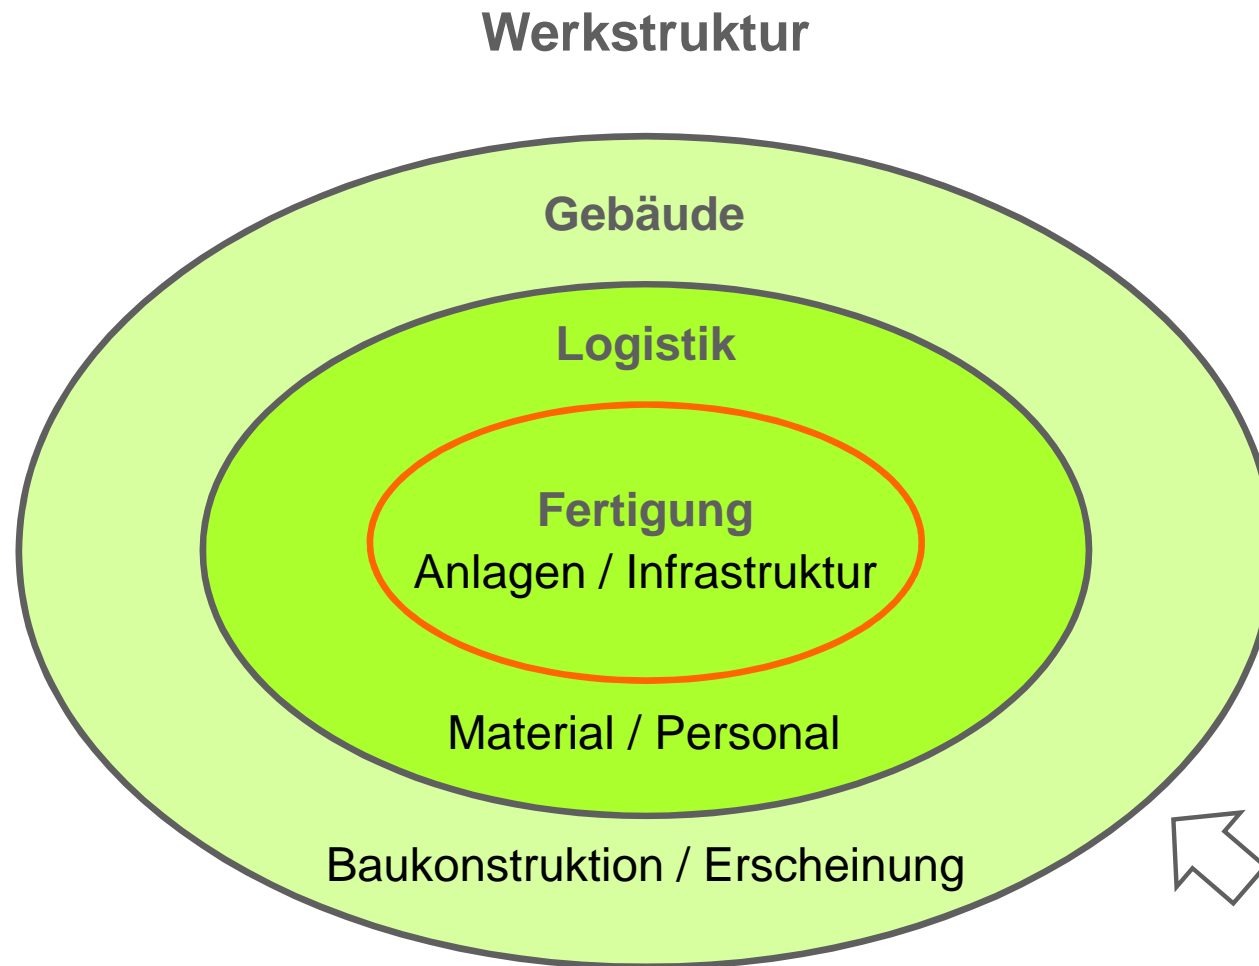 Werkstruktur
Gebäude
Logistik
Fertigung
Anlagen / Infrastruktur
Material / Personal
Baukonstruktion / Erscheinung